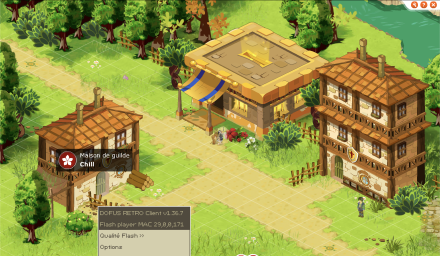 Maison de guilde
Chill
DOFUS RETRO Client v1.39.7
Flash player MAC 29,0,0,171
Qualité Flash >>
Options